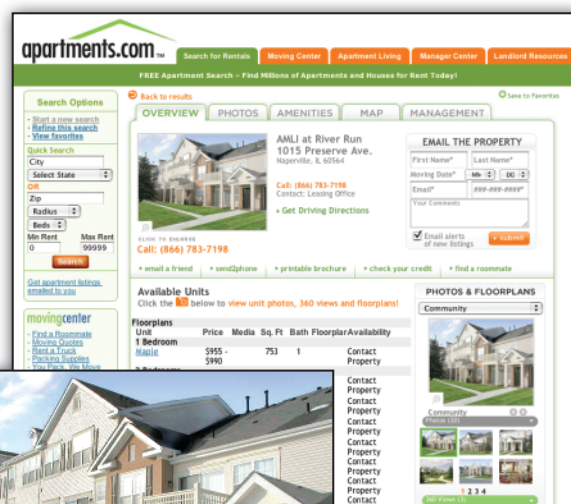 apartments.com™
Search for Rentals
Moving Center
Apartment Living
Manager Center
Landlord Resources
FREE Apartment Search – Find Millions of Apartments and Houses for Rent Today!
Search Options
- Start a new search
- Refine this search
- View favorites
Quick Search
City
Select State
OR
Zip
Radius
Beds
Min Rent Max Rent
0 99999
Search
Get apartment listings
emailed to you
movingcenter
- Find a Roommate
- Moving Quotes
- Rent a Truck
- Packing Supplies
- You Pack, We Move
Back to results
Save to Favorites
OVERVIEW PHOTOS AMENITIES MAP MANAGEMENT
AMLI at River Run
1015 Preserve Ave.
Naperville, IL 60564
Call: (866) 783-7198
Contact: Leasing Office
Get Driving Directions
CLICK TO ENLARGE
Call: (866) 783-7198
EMAIL THE PROPERTY
First Name* Last Name*
Moving Date*
Email* ###-###-####*
Your Comments
Email alerts
of new listings
submit
email a friend send2phone printable brochure check your credit find a roommate
Available Units
Click the below to view unit photos, 360 views and floorplans!
Floorplans
Unit Price Media Sq. Ft Bath Floorplan Availability
1 Bedroom
Maple $955 - 753 1 Contact
$990 Property
Contact
Property
Contact
Property
Contact
Property
Contact
Property
Contact
Property
Contact
Property
Contact
PHOTOS & FLOORPLANS
Community
Community
Photos (20)
1 2 3 4